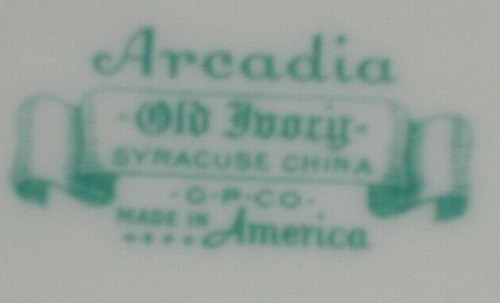 Arcadia
·Old Ivory·
SYRACUSE CHINA
·O·P·CO·
MADE IN America